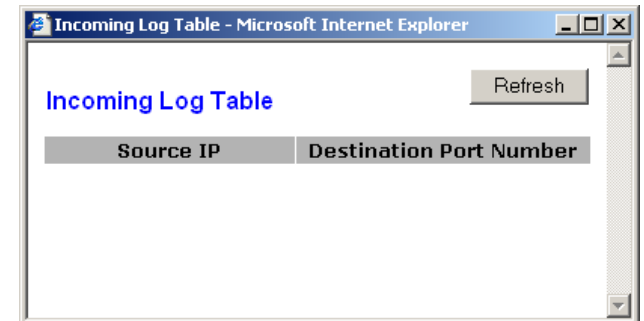 Incoming Log Table - Microsoft Internet Explorer
Refresh
Incoming Log Table
Source IP Destination Port Number